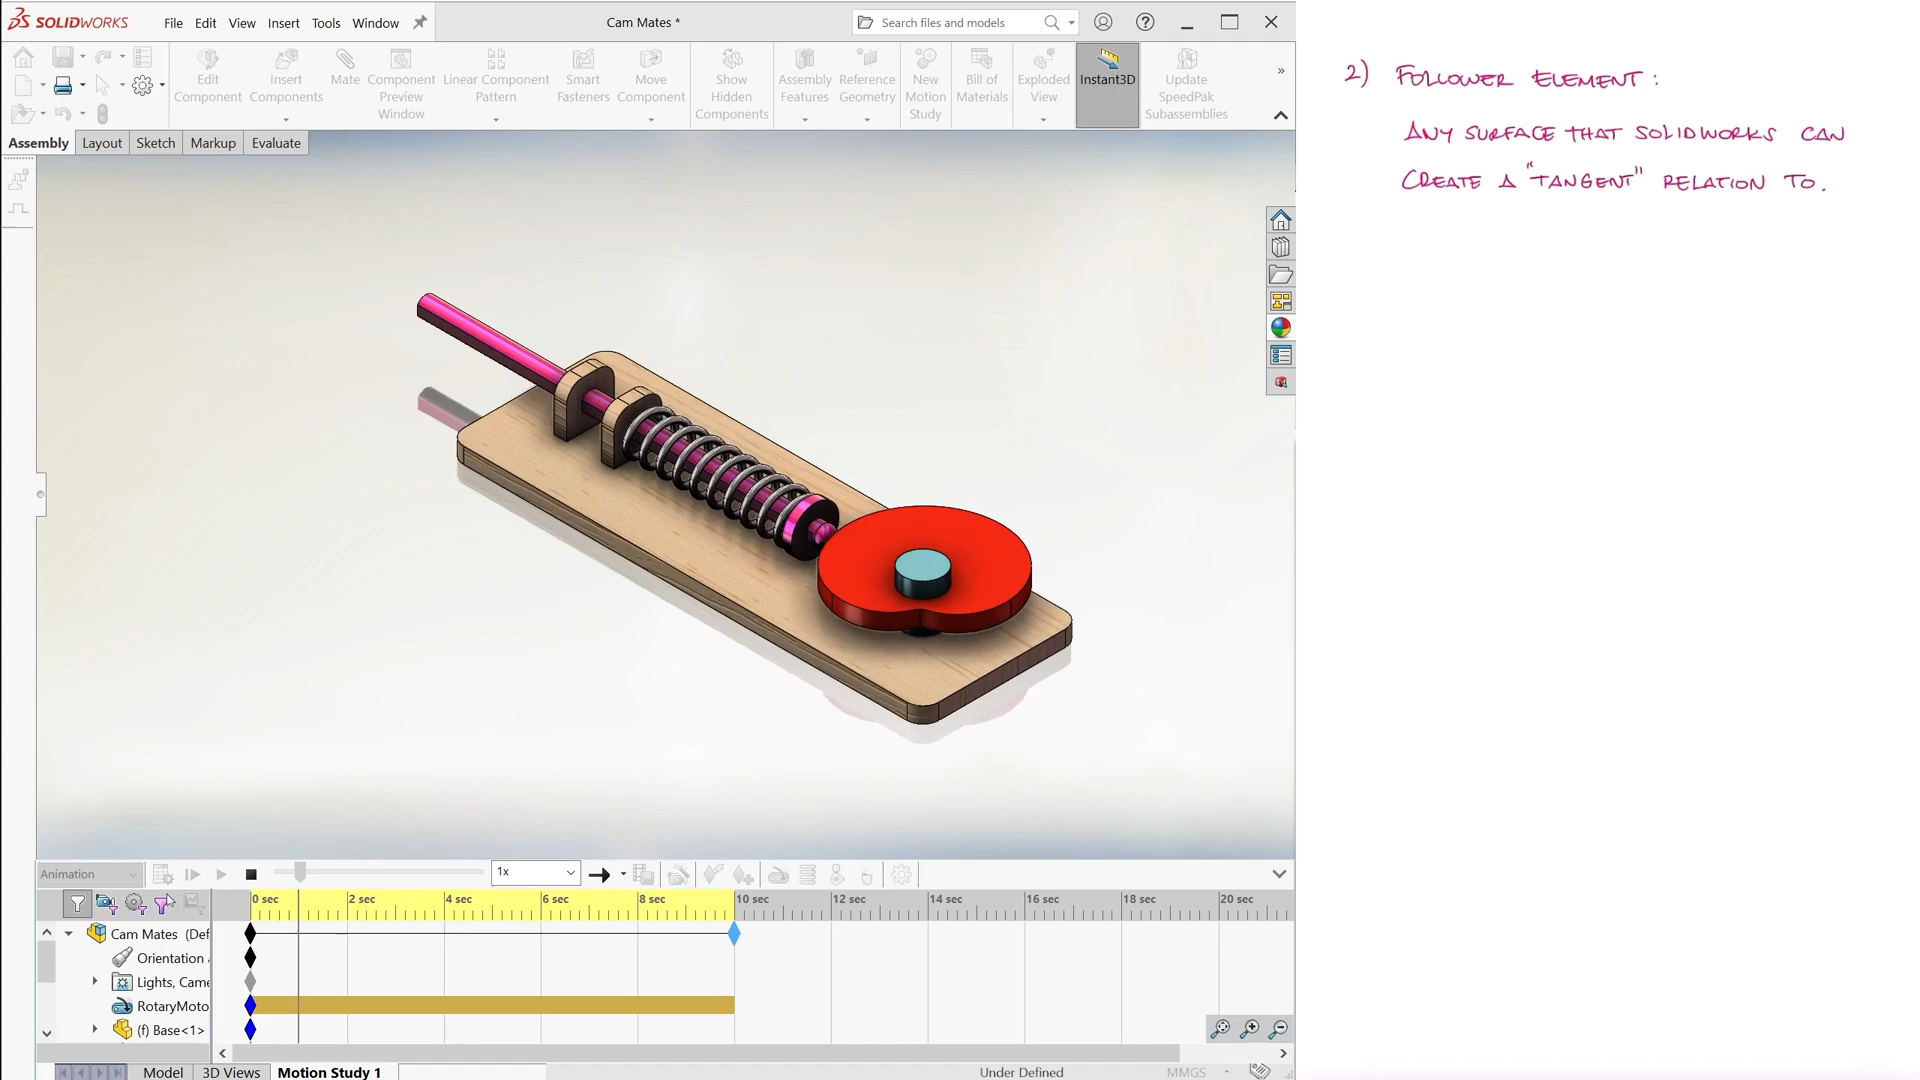 SOLIDWORKS
File Edit View Insert Tools Window
Cam Mates *
Search files and models
Edit Component
Insert Components
Mate
Component Preview Window
Linear Component Pattern
Smart Fasteners
Move Component
Show Hidden Components
Assembly Features
Reference Geometry
New Motion Study
Bill of Materials
Exploded View
Instant3D
Update SpeedPak Subassemblies
Assembly Layout Sketch Markup Evaluate
2) FOLLOWER ELEMENT:
ANY SURFACE THAT SOLIDWORKS CAN
CREATE A "TANGENT" RELATION TO.
Animation
1x
0 sec 2 sec 4 sec 6 sec 8 sec 10 sec 12 sec 14 sec 16 sec 18 sec 20 sec
Cam Mates (Def
Orientation
Lights, Came
RotaryMoto
(f) Base<1>
Model 3D Views Motion Study 1
Under Defined
MMGS